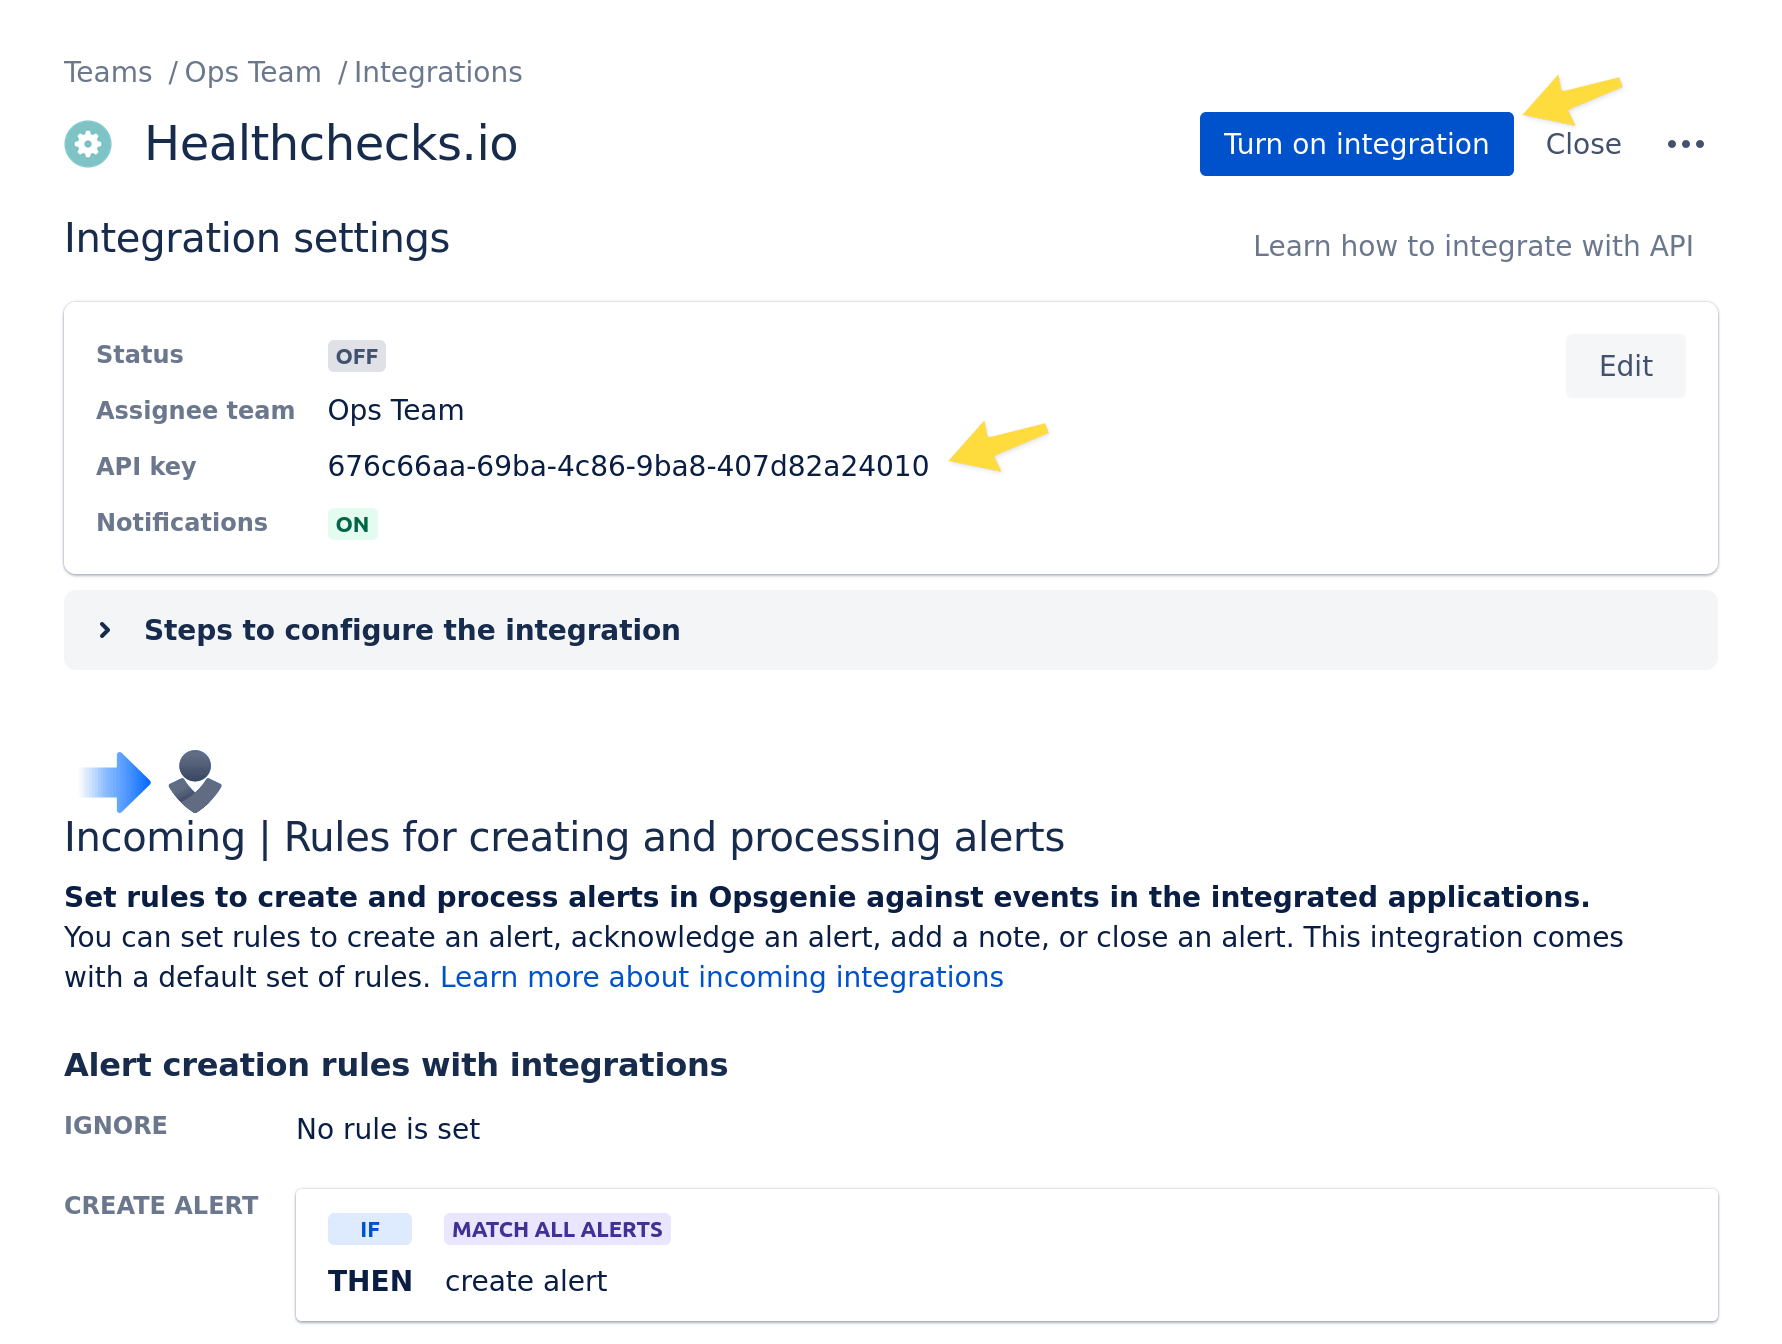 Teams / Ops Team / Integrations
Healthchecks.io
Turn on integration
Close
Integration settings
Learn how to integrate with API
Status OFF
Edit
Assignee team Ops Team
API key 676c66aa-69ba-4c86-9ba8-407d82a24010
Notifications ON
Steps to configure the integration
Incoming | Rules for creating and processing alerts
Set rules to create and process alerts in Opsgenie against events in the integrated applications.
You can set rules to create an alert, acknowledge an alert, add a note, or close an alert. This integration comes
with a default set of rules. Learn more about incoming integrations
Alert creation rules with integrations
IGNORE No rule is set
CREATE ALERT
IF MATCH ALL ALERTS
THEN create alert